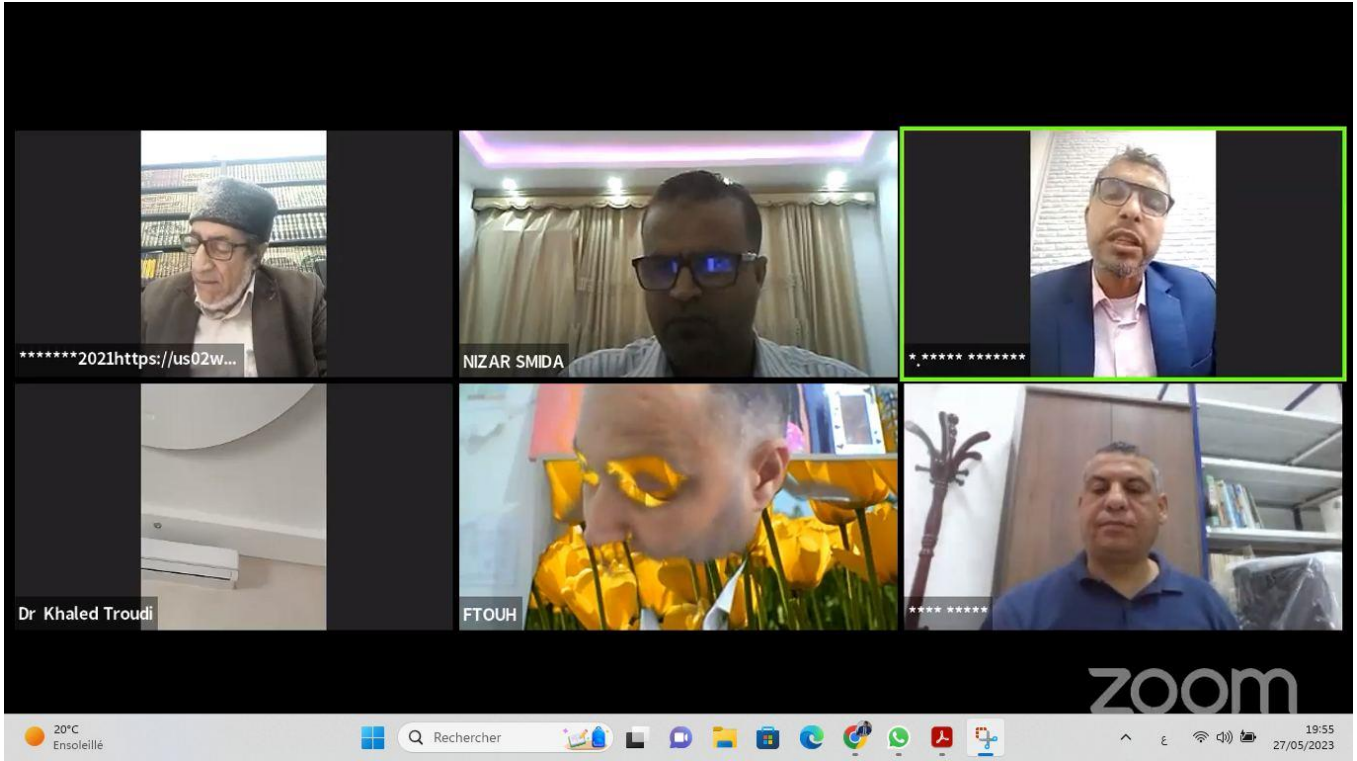 *******2021https://us02w...
NIZAR SMIDA
*.***** *******
Dr Khaled Troudi
FTOUH
**** *****
zoom
20°C
Ensoleillé
Rechercher
ع
19:55
27/05/2023